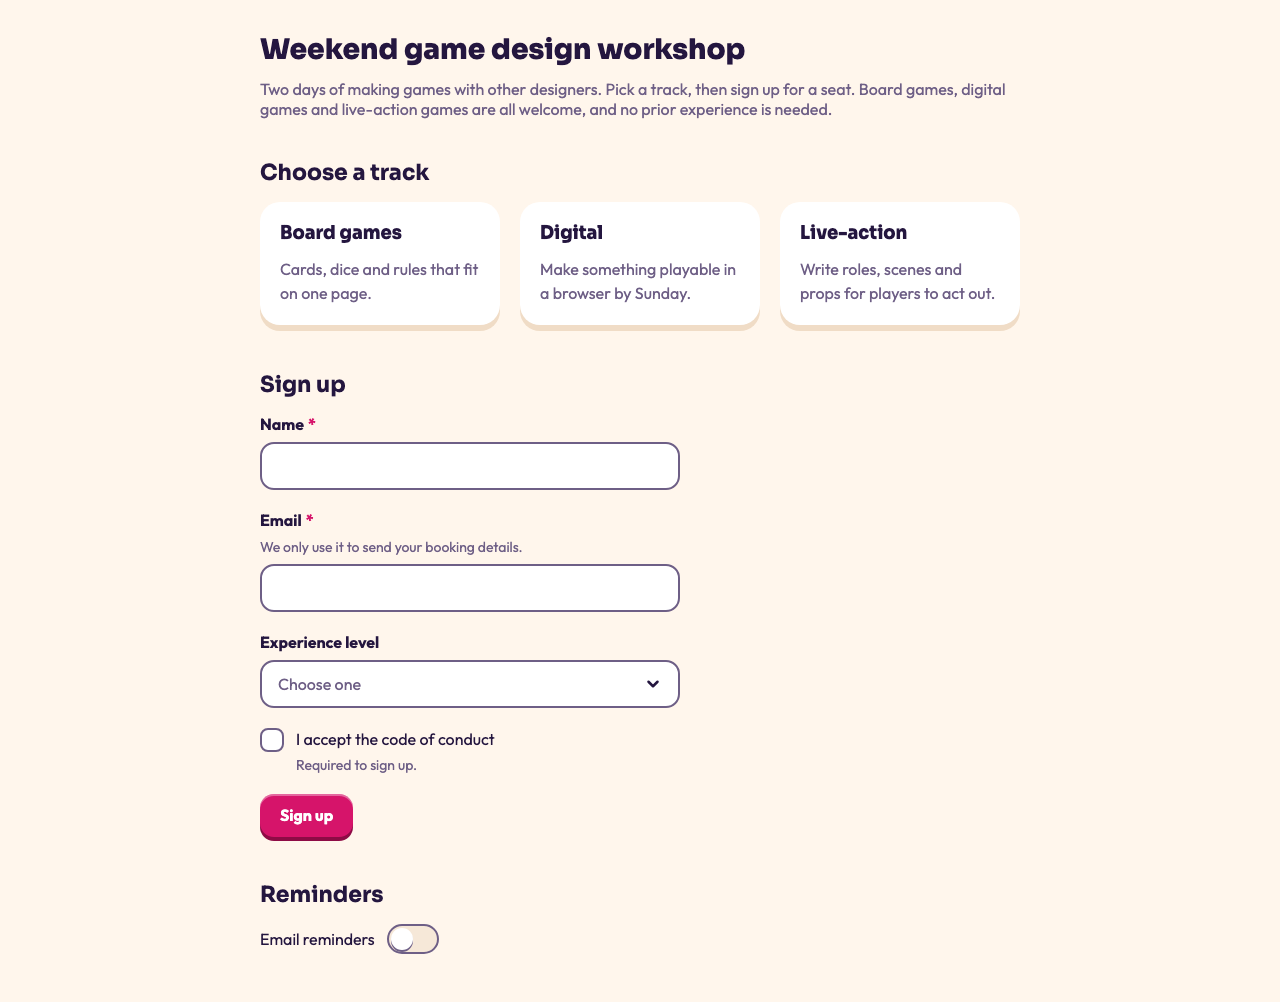 Weekend game design workshop
Two days of making games with other designers. Pick a track, then sign up for a seat. Board games, digital
games and live-action games are all welcome, and no prior experience is needed.
Choose a track
Board games
Cards, dice and rules that fit
on one page.
Digital
Make something playable in
a browser by Sunday.
Live-action
Write roles, scenes and
props for players to act out.
Sign up
Name *
Email *
We only use it to send your booking details.
Experience level
Choose one
I accept the code of conduct
Required to sign up.
Sign up
Reminders
Email reminders